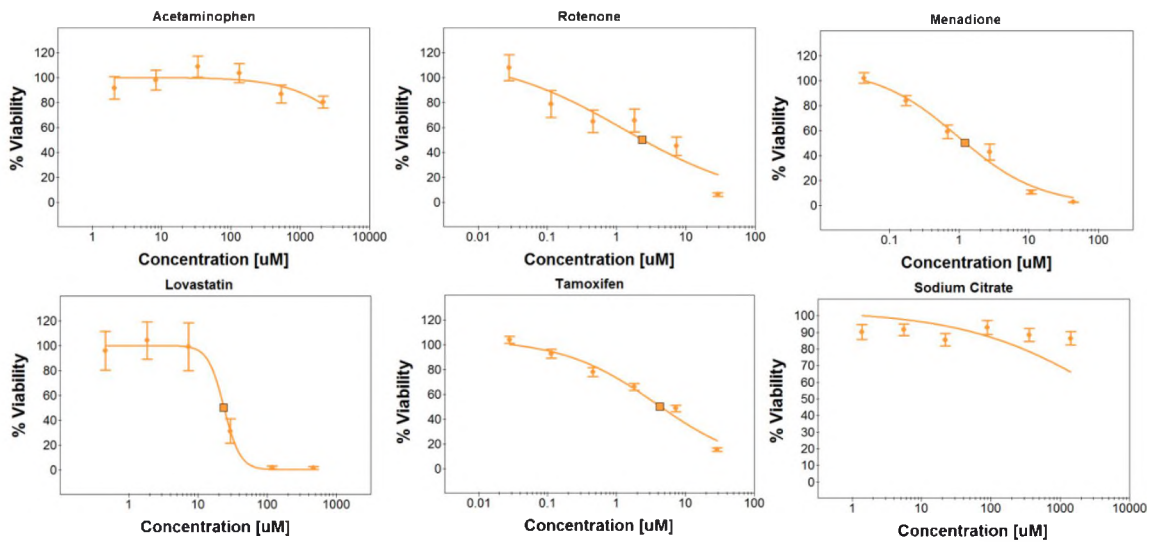 Acetaminophen
120
100
80
60
40
20
0
% Viability
1 10 100 1000 10000
Concentration [uM]
Rotenone
120
100
80
60
40
20
0
% Viability
0.01 0.1 1 10 100
Concentration [uM]
Menadione
120
100
80
60
40
20
0
% Viability
0.1 1 10 100
Concentration [uM]
Lovastatin
120
100
80
60
40
20
0
% Viability
1 10 100 1000
Concentration [uM]
Tamoxifen
120
100
80
60
40
20
0
% Viability
0.01 0.1 1 10 100
Concentration [uM]
Sodium Citrate
100
90
80
70
60
50
40
30
20
10
0
% Viability
1 10 100 1000 10000
Concentration [uM]